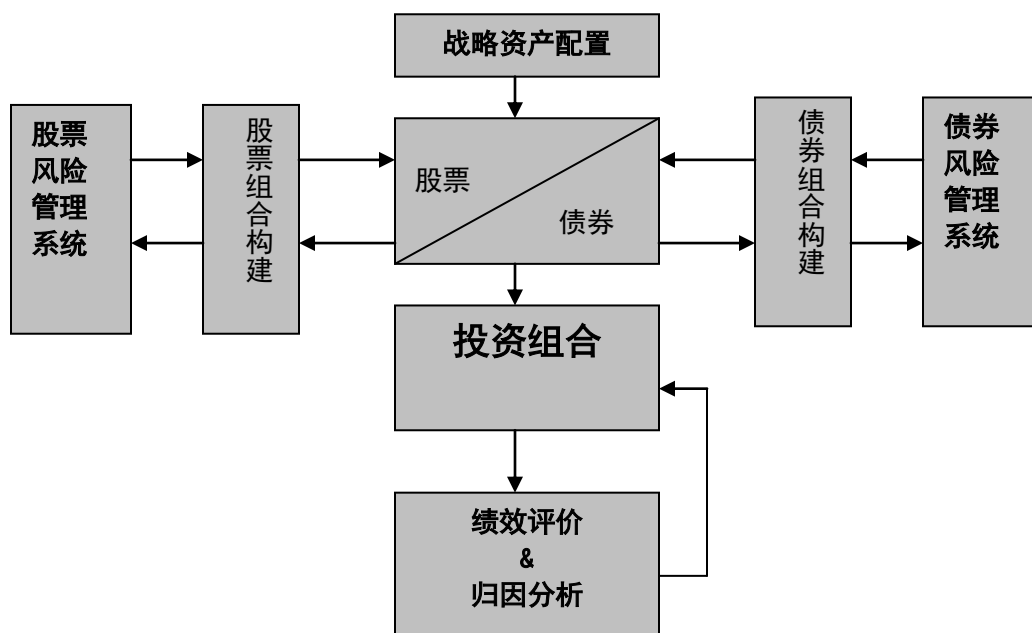 战略资产配置
股票
风险
管理
系统
股票组合构建
股票
债券
债券组合构建
债券
风险
管理
系统
投资组合
绩效评价
&
归因分析